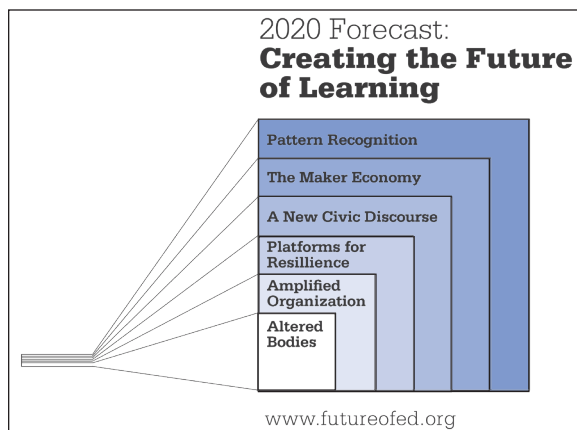 2020 Forecast:
Creating the Future
of Learning
Pattern Recognition
The Maker Economy
A New Civic Discourse
Platforms for
Resillience
Amplified
Organization
Altered
Bodies
www.futureofed.org